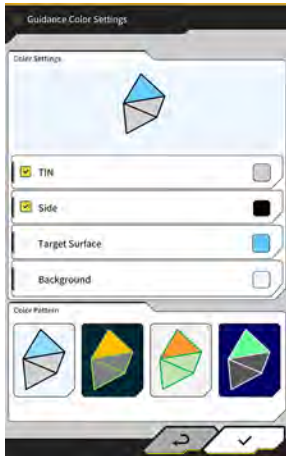 Guidance Color Settings
Color Settings
TIN
Side
Target Surface
Background
Color Pattern